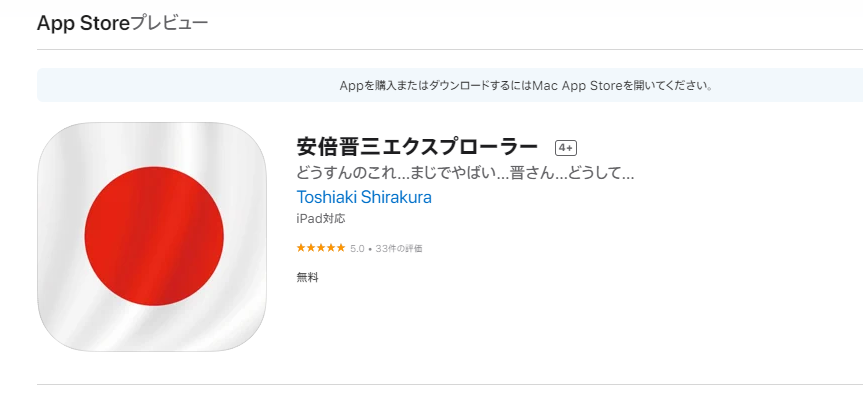 App Storeプレビュー
Appを購入またはダウンロードするにはMac App Storeを開いてください。
安倍晋三エクスプローラー 4+
どうすんのこれ...まじでやばい...晋さん...どうして...
Toshiaki Shirakura
iPad対応
★★★★★ 5.0 • 33件の評価
無料